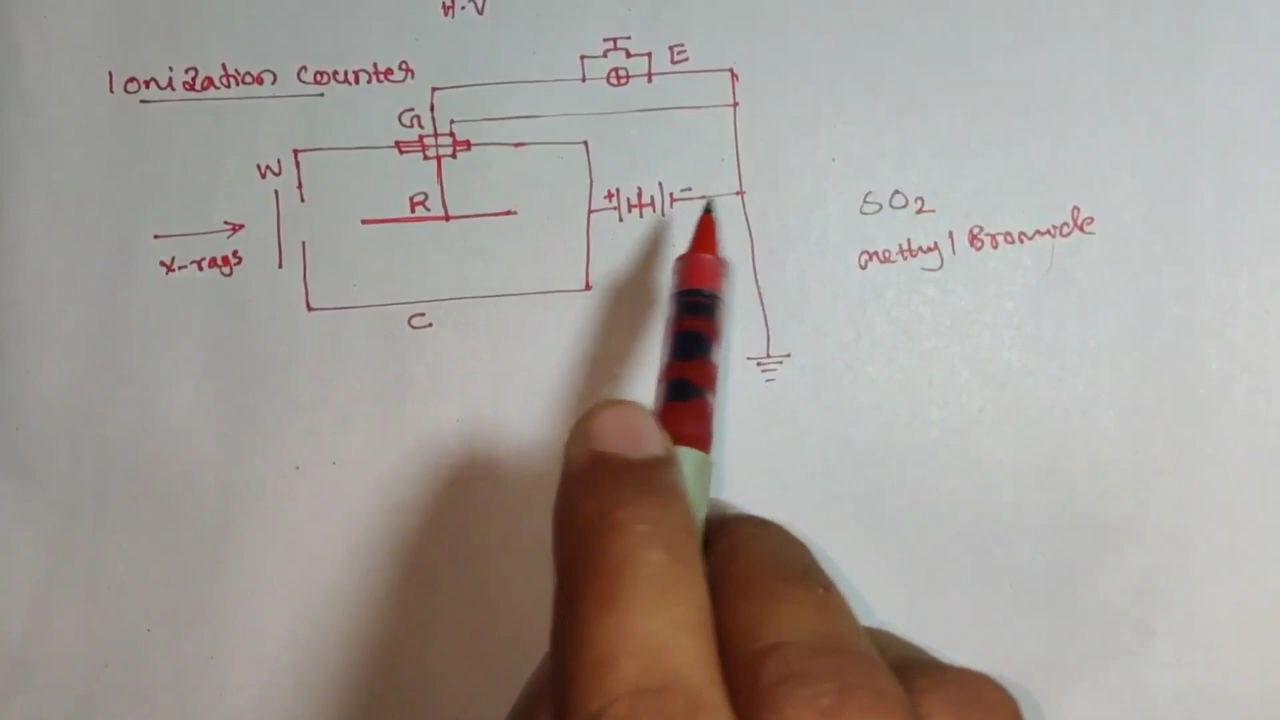 H.V
Ionization counter
E
G
W
R
+ -
x-rays
C
SO2
methyl Bromide